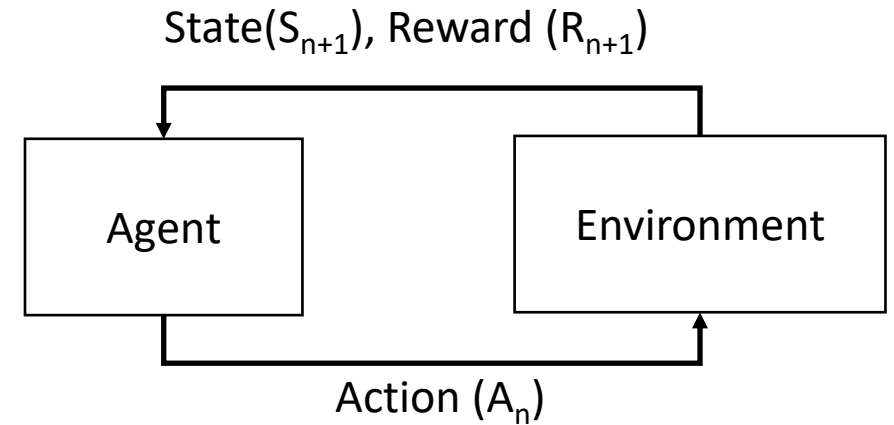 State(Sₙ₊₁), Reward (Rₙ₊₁)
Agent
Environment
Action (Aₙ)